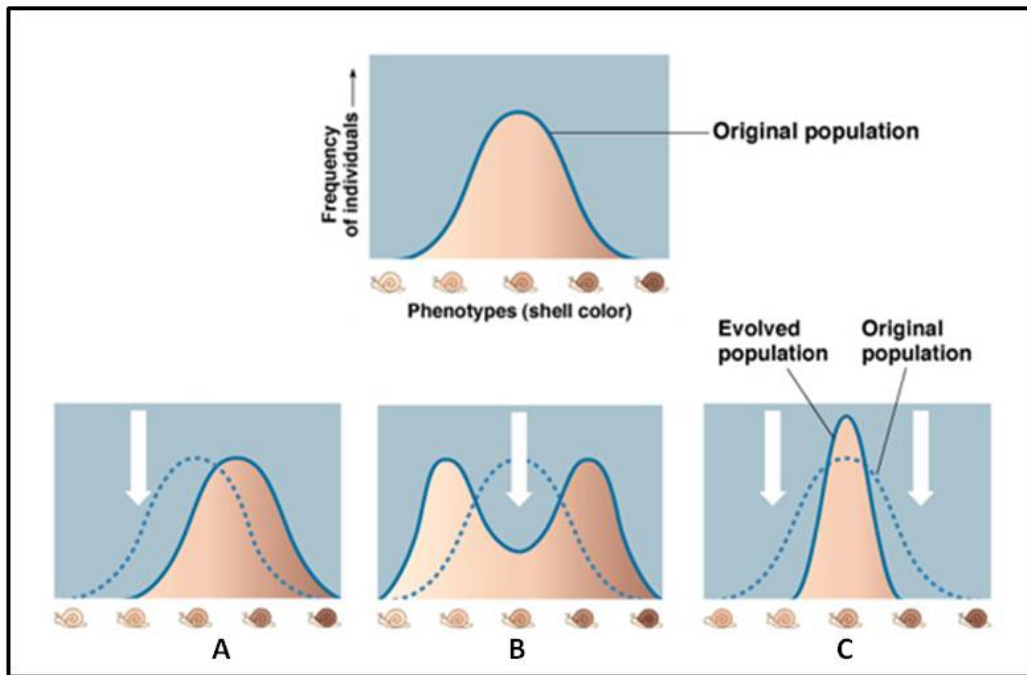 Frequency
of individuals
Original population
Phenotypes (shell color)
Evolved
population
Original
population
A
B
C